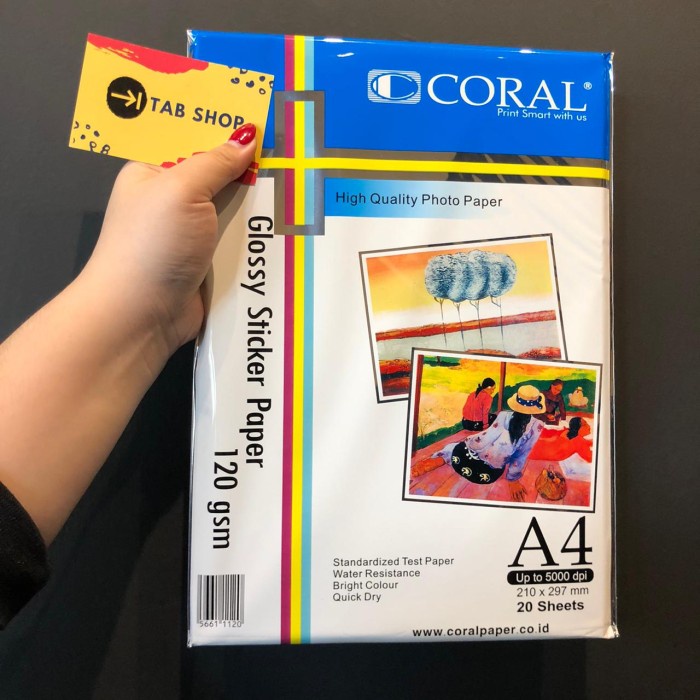 TAB SHOP
CORAL®
Print Smart with us
High Quality Photo Paper
Glossy Sticker Paper
120 gsm
Standardized Test Paper
Water Resistance
Bright Colour
Quick Dry
A4
Up to 5000 dpi
210 x 297 mm
20 Sheets
5661 1120
www.coralpaper.co.id